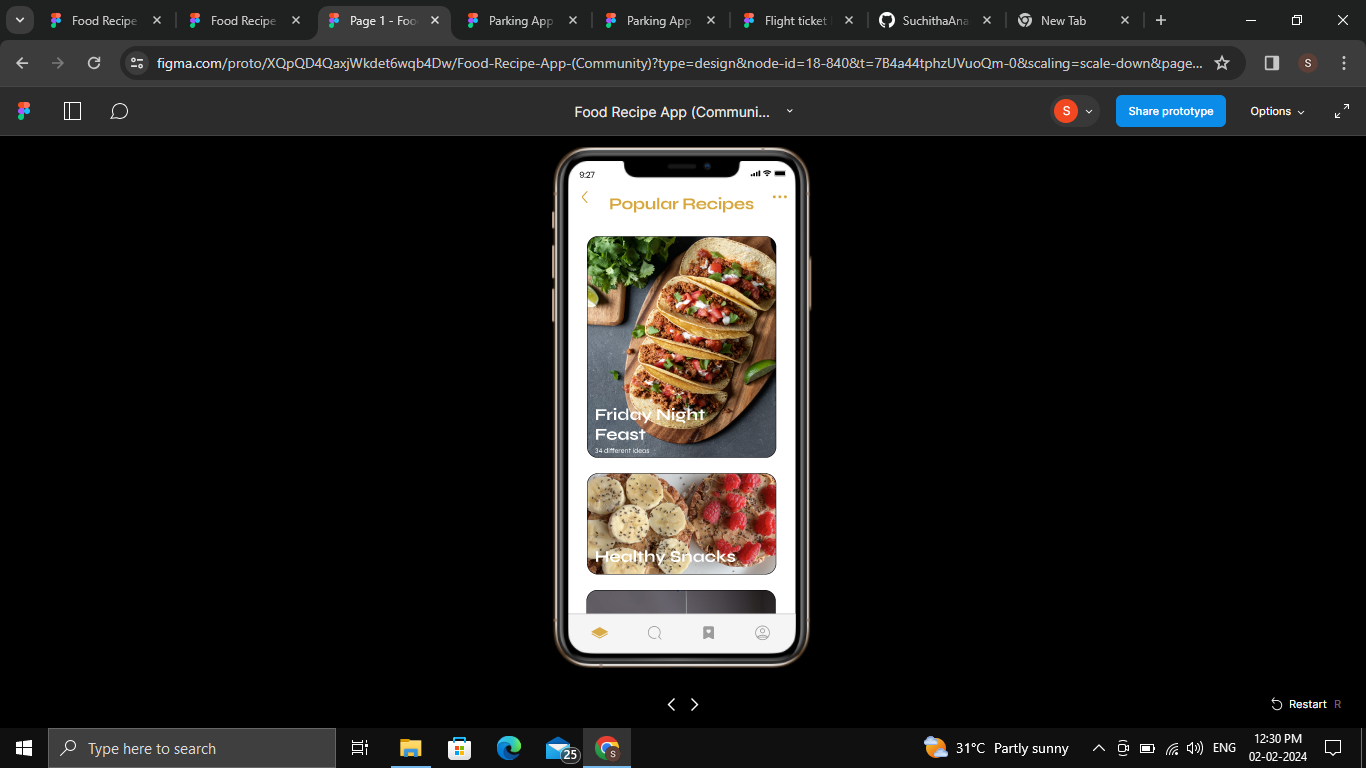 Food Recipe
Food Recipe
Page 1 - Foo
Parking App
Parking App
Flight ticket
SuchithaAna
New Tab
figma.com/proto/XQpQD4QaxjWkdet6wqb4Dw/Food-Recipe-App-(Community)?type=design&node-id=18-840&t=7B4a44tphzUVuoQm-0&scaling=scale-down&page...
S
Food Recipe App (Communi...
S
Share prototype
Options
9:27
Popular Recipes
Friday Night
Feast
34 different ideas
Healthy Snacks
Restart R
Type here to search
25
S
31°C Partly sunny
ENG
12:30 PM
02-02-2024